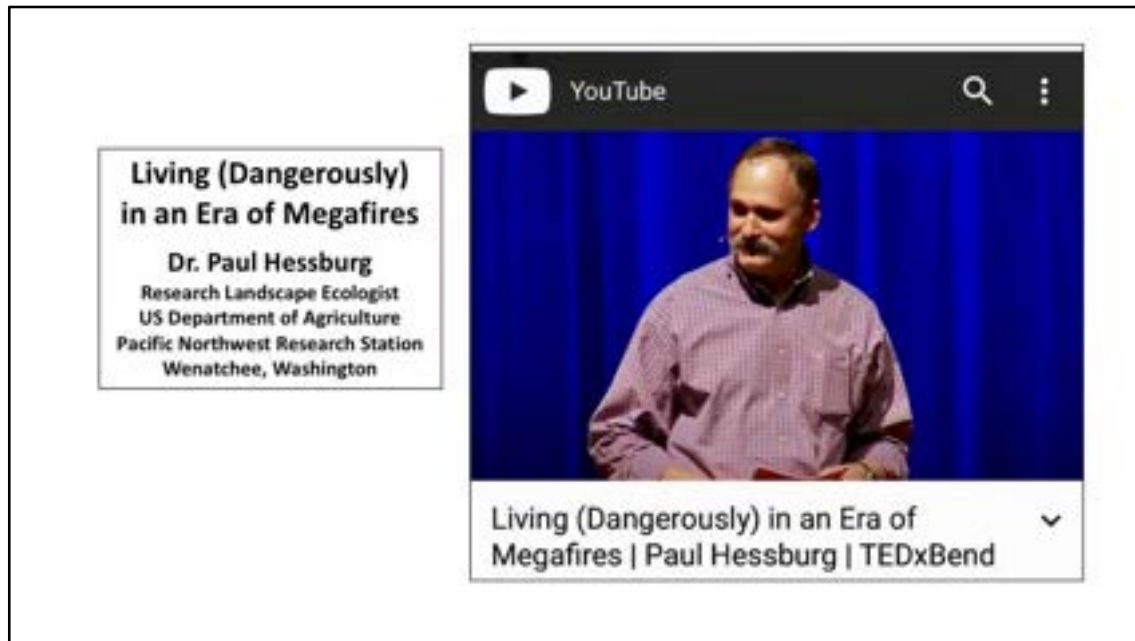 Living (Dangerously)
in an Era of Megafires
Dr. Paul Hessburg
Research Landscape Ecologist
US Department of Agriculture
Pacific Northwest Research Station
Wenatchee, Washington
YouTube
Living (Dangerously) in an Era of
Megafires | Paul Hessburg | TEDxBend